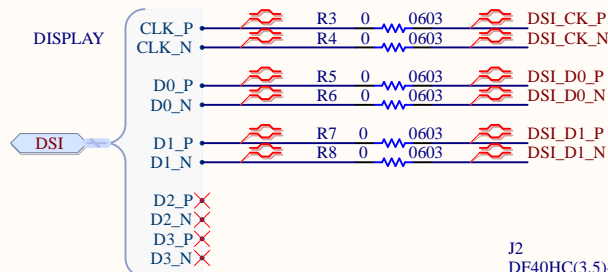 DISPLAY
CLK_P R3 0 0603 DSI_CK_P
CLK_N R4 0 0603 DSI_CK_N
D0_P R5 0 0603 DSI_D0_P
D0_N R6 0 0603 DSI_D0_N
DSI
D1_P R7 0 0603 DSI_D1_P
D1_N R8 0 0603 DSI_D1_N
D2_P
D2_N
D3_P
D3_N
J2
DF40HC(3.5)-